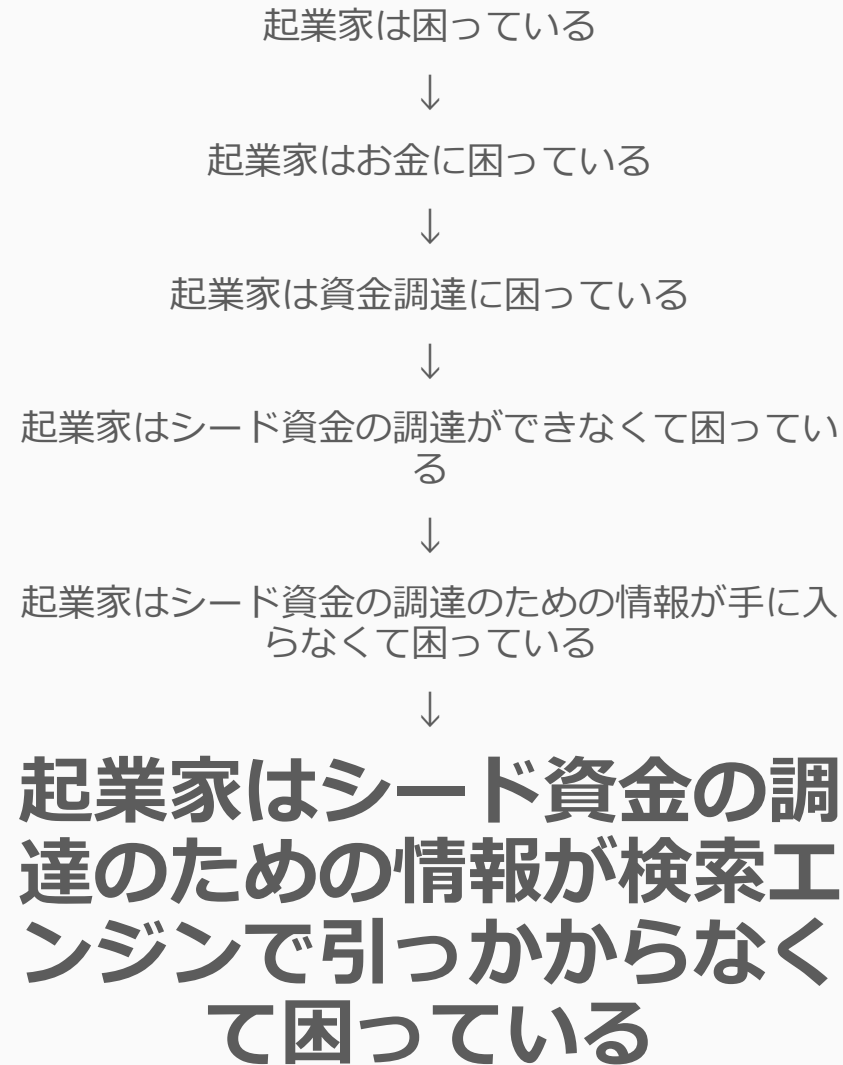 起業家は困っている
↓
起業家はお金に困っている
↓
起業家は資金調達に困っている
↓
起業家はシード資金の調達ができなくて困ってい
る
↓
起業家はシード資金の調達のための情報が手に入
らなくて困っている
↓
起業家はシード資金の調
達のための情報が検索エ
ンジンで引っかからなく
て困っている